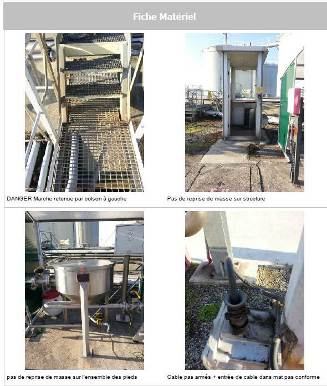 Fiche Matériel
DANGER Marche retenue par colson à gauche
Pas de reprise de masse sur structure
pas de reprise de masse sur l'ensemble des pieds
Cable pas armés + entrée de cable dans mat pas conforme